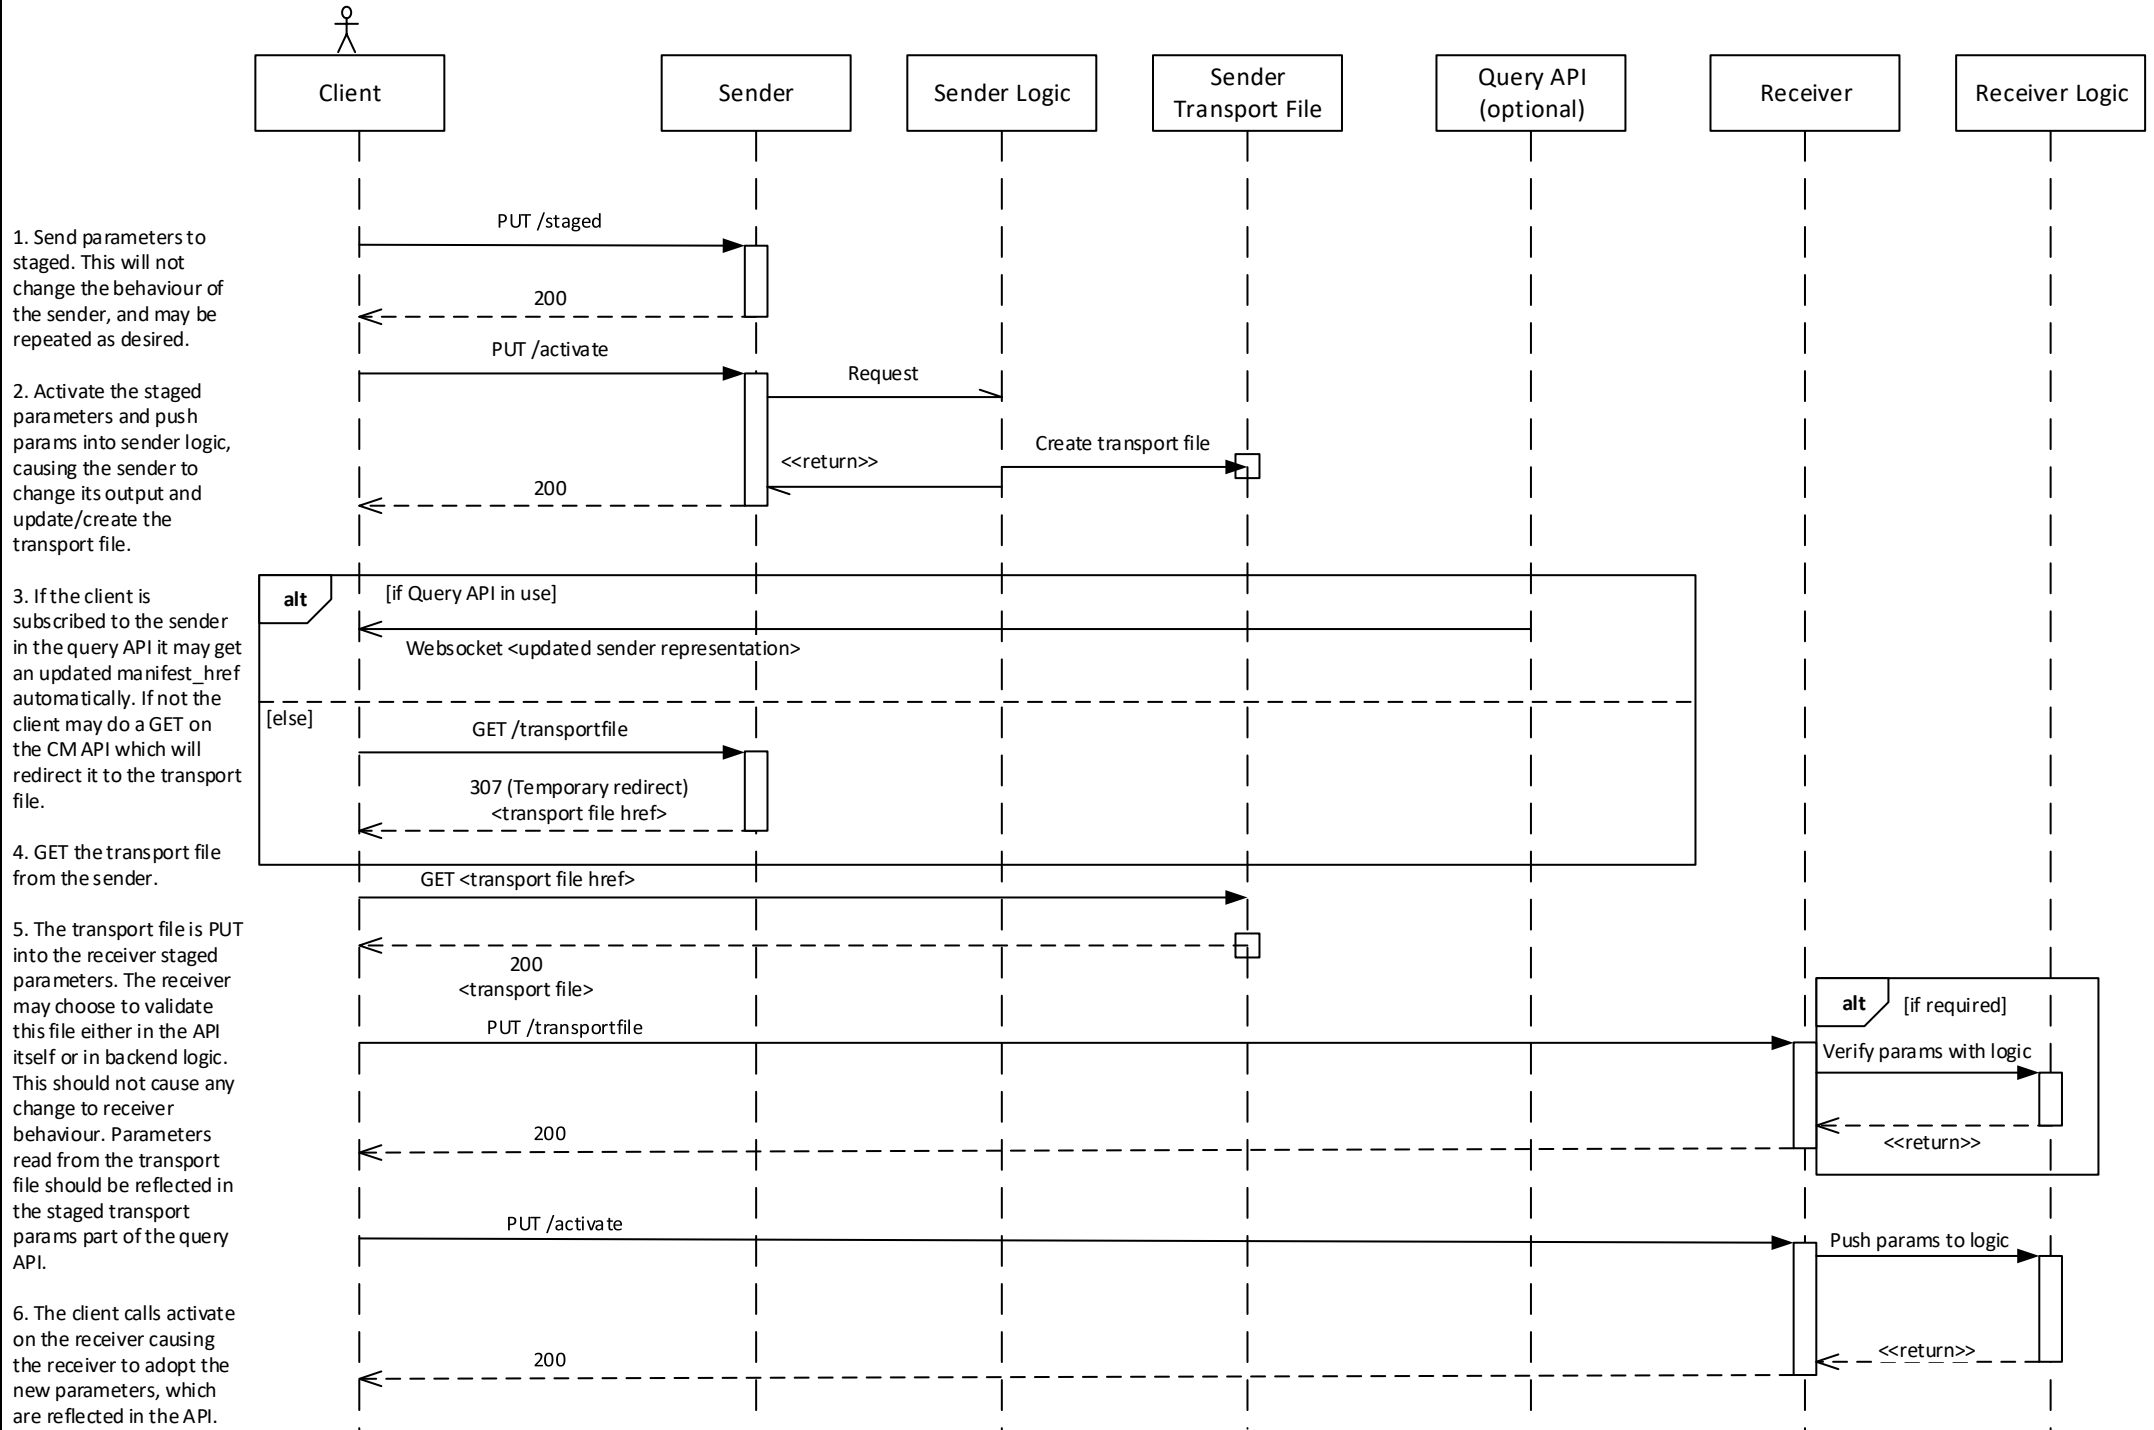 Client
Sender
Sender Logic
Sender
Transport File
Query API
(optional)
Receiver
Receiver Logic
1. Send parameters to
staged. This will not
change the behaviour of
the sender, and may be
repeated as desired.
2. Activate the staged
parameters and push
params into sender logic,
causing the sender to
change its output and
update/create the
transport file.
3. If the client is
subscribed to the sender
in the query API it may get
an updated manifest_href
automatically. If not the
client may do a GET on
the CM API which will
redirect it to the transport
file.
4. GET the transport file
from the sender.
5. The transport file is PUT
into the receiver staged
parameters. The receiver
may choose to validate
this file either in the API
itself or in backend logic.
This should not cause any
change to receiver
behaviour. Parameters
read from the transport
file should be reflected in
the staged transport
params part of the query
API.
6. The client calls activate
on the receiver causing
the receiver to adopt the
new parameters, which
are reflected in the API.
PUT /staged
200
PUT /activate
Request
Create transport file
<<return>>
200
alt
[if Query API in use]
Websocket <updated sender representation>
[else]
GET /transportfile
307 (Temporary redirect)
<transport file href>
GET <transport file href>
200
<transport file>
PUT /transportfile
alt
[if required]
Verify params with logic
<<return>>
200
PUT /activate
Push params to logic
<<return>>
200